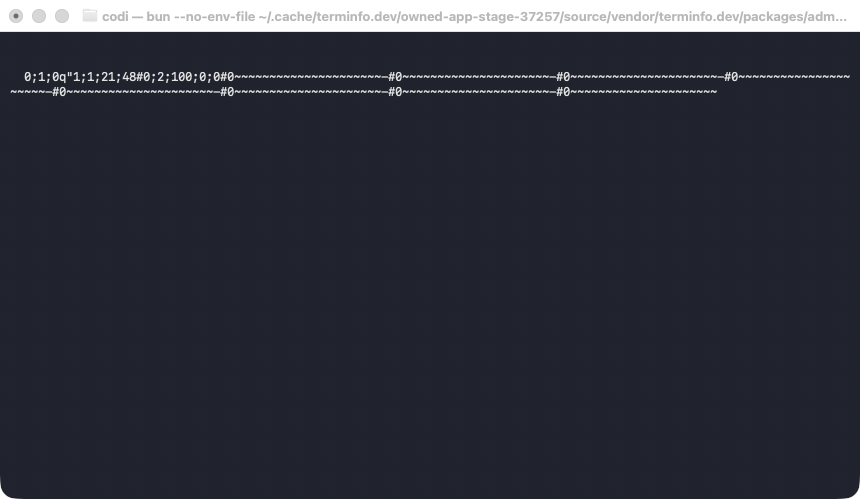 codi — bun --no-env-file ~/.cache/terminfo.dev/owned-app-stage-37257/source/vendor/terminfo.dev/packages/adm...
0;1;0q"1;1;21;48#0;2;100;0;0#0~~~~~~~~~~~~~~~~~~~~~-#0~~~~~~~~~~~~~~~~~~~~~-#0~~~~~~~~~~~~~~~~~~~~~-#0~~~~~~~~~~~~~~~~
~~~~~-#0~~~~~~~~~~~~~~~~~~~~~-#0~~~~~~~~~~~~~~~~~~~~~-#0~~~~~~~~~~~~~~~~~~~~~-#0~~~~~~~~~~~~~~~~~~~~~